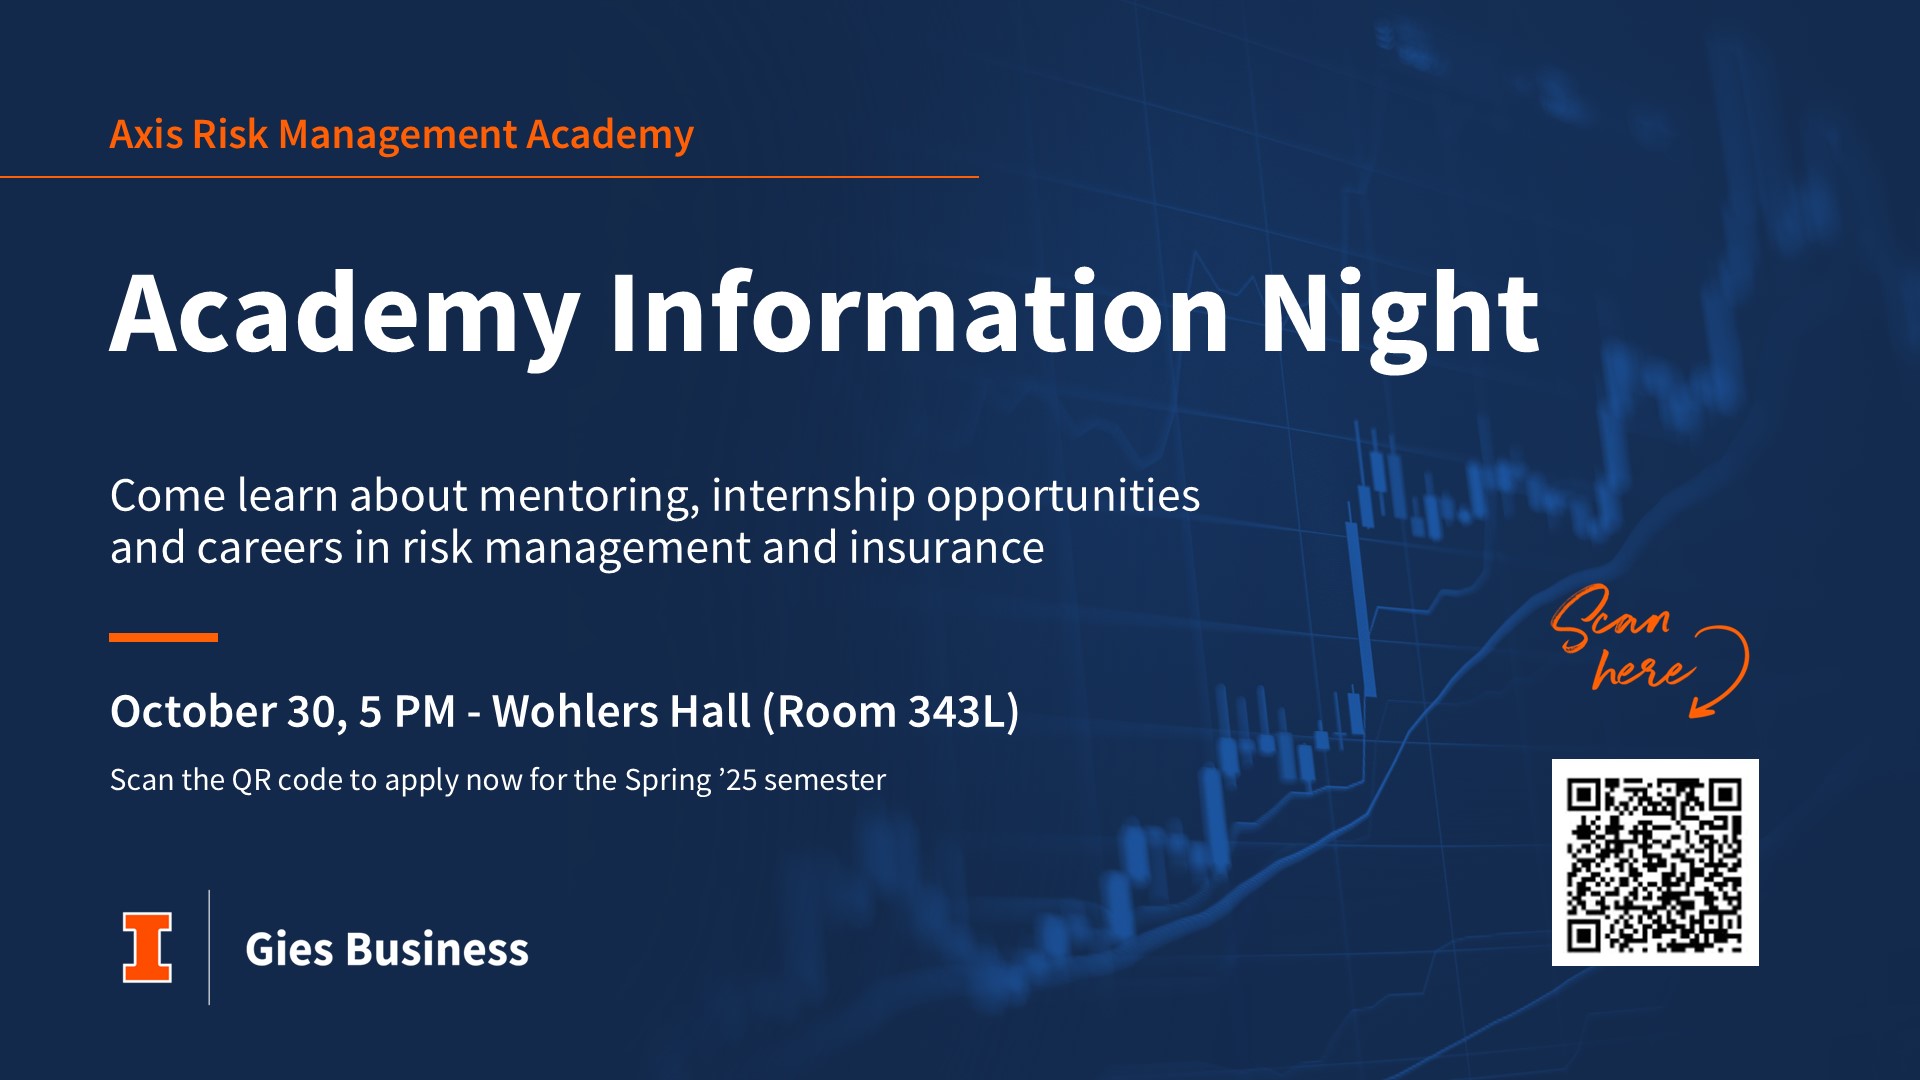 Axis Risk Management Academy
Academy Information Night
Come learn about mentoring, internship opportunities
and careers in risk management and insurance
October 30, 5 PM - Wohlers Hall (Room 343L)
Scan the QR code to apply now for the Spring ’25 semester
Scan
here
I
Gies Business